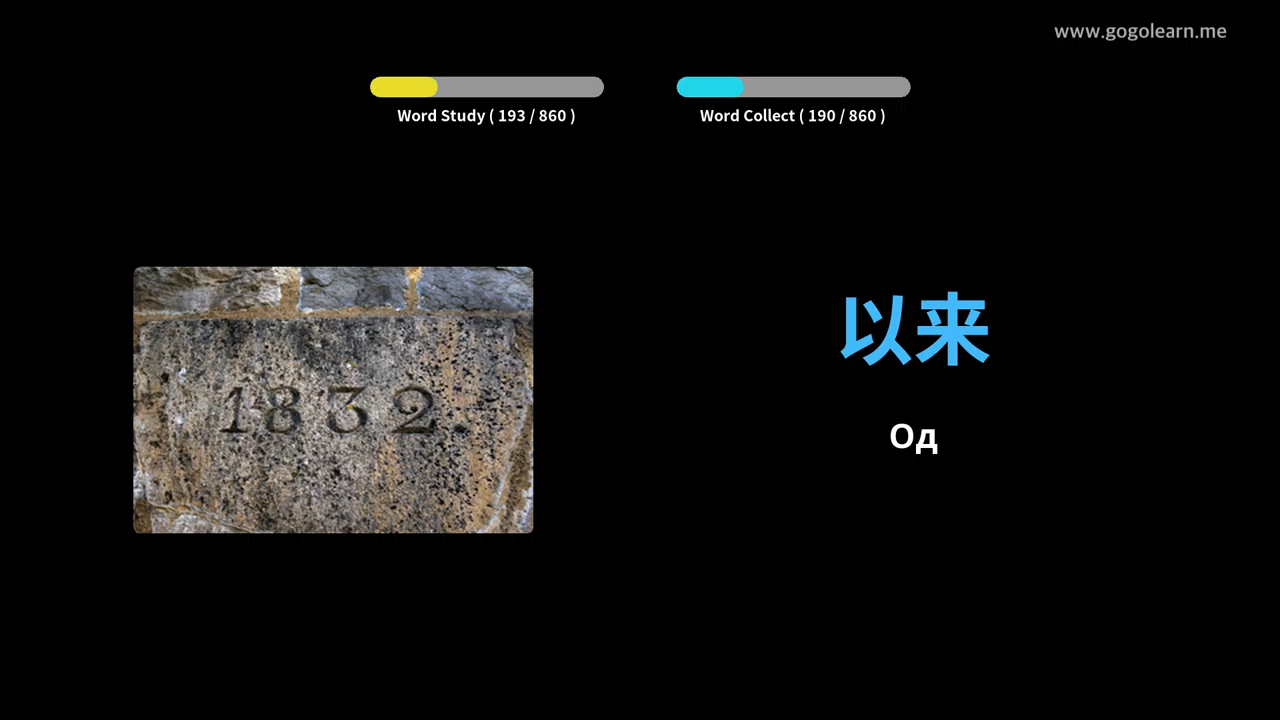 www.gogolearn.me
Word Study ( 193 / 860 )
Word Collect ( 190 / 860 )
1832.
以来
Од